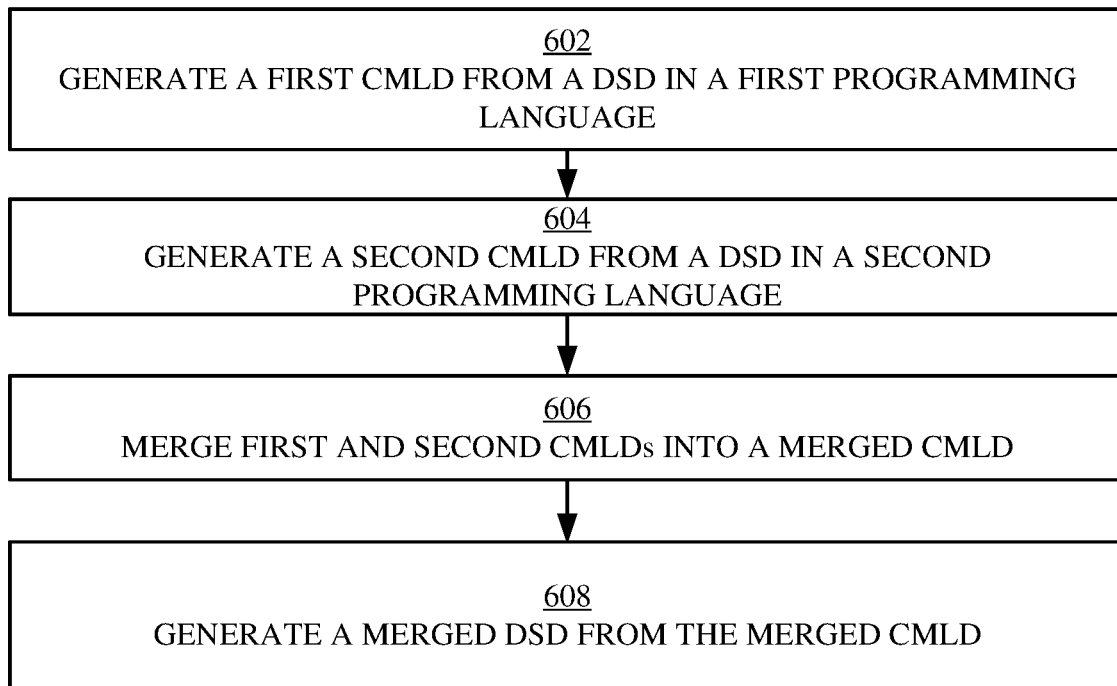 602
GENERATE A FIRST CMLD FROM A DSD IN A FIRST PROGRAMMING
LANGUAGE
604
GENERATE A SECOND CMLD FROM A DSD IN A SECOND
PROGRAMMING LANGUAGE
606
MERGE FIRST AND SECOND CMLDs INTO A MERGED CMLD
608
GENERATE A MERGED DSD FROM THE MERGED CMLD